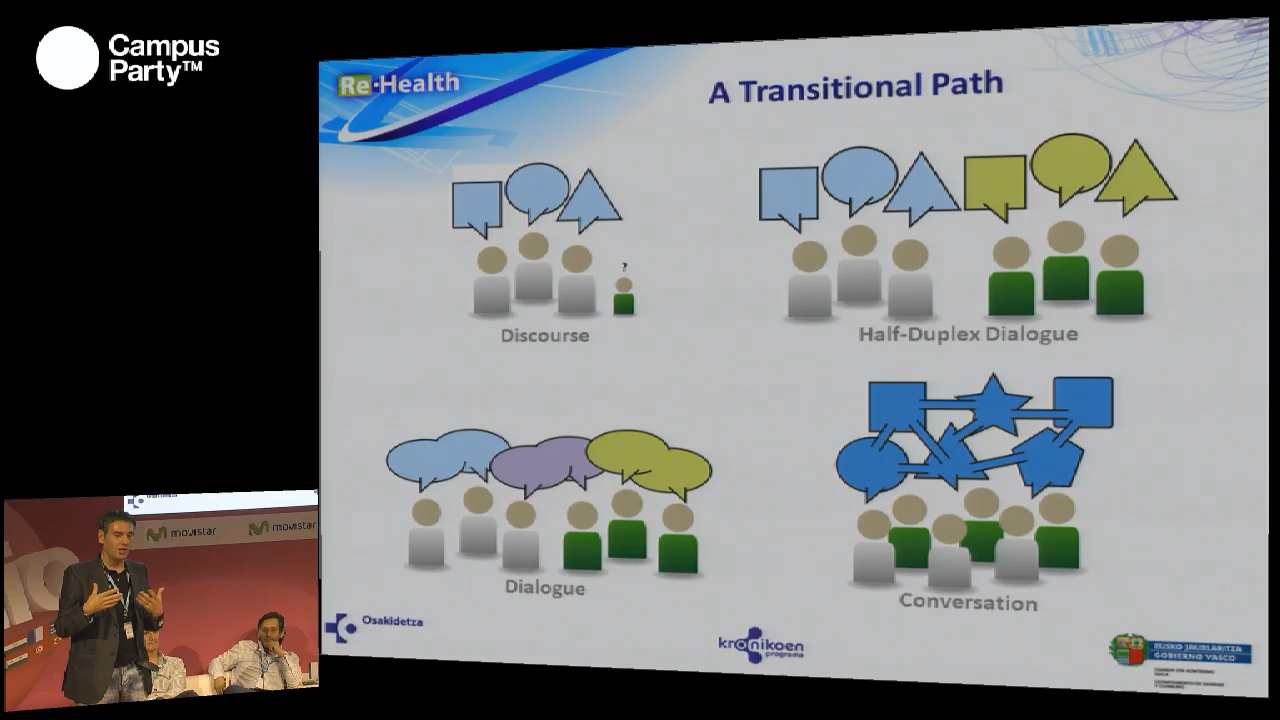 Campus
Party™
Re•Health
A Transitional Path
?
Discourse
Half-Duplex Dialogue
Dialogue
Conversation
Osakidetza
kronikoen
programa
EUSKO JAURLARITZA
GOBIERNO VASCO
movistar
movistar